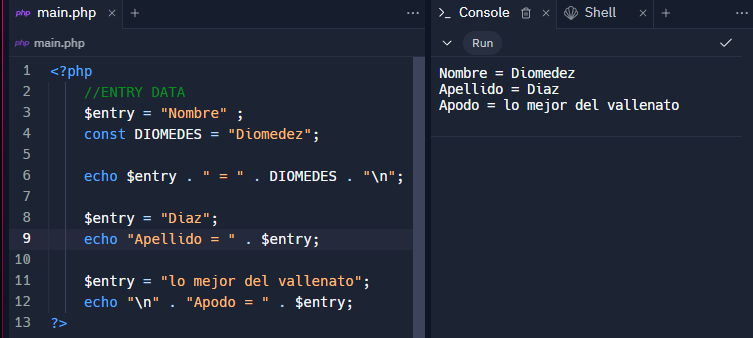 php main.php × + ...
php main.php
1 <?php
2 //ENTRY DATA
3 $entry = "Nombre" ;
4 const DIOMEDES = "Diomedez";
5
6 echo $entry . " = " . DIOMEDES . "\n";
7
8 $entry = "Diaz";
9 echo "Apellido = " . $entry;
10
11 $entry = "lo mejor del vallenato";
12 echo "\n" . "Apodo = " . $entry;
13 ?>
>_ Console × Shell × + ...
Run
Nombre = Diomedez
Apellido = Diaz
Apodo = lo mejor del vallenato